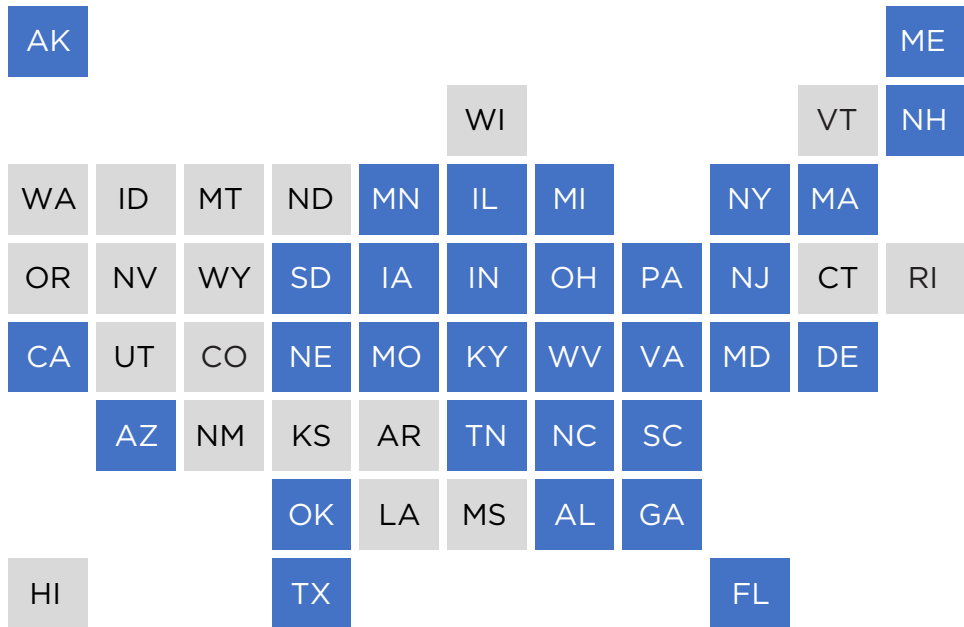 AK ME
WI VT NH
WA ID MT ND MN IL MI NY MA
OR NV WY SD IA IN OH PA NJ CT RI
CA UT CO NE MO KY WV VA MD DE
AZ NM KS AR TN NC SC
OK LA MS AL GA
HI TX FL